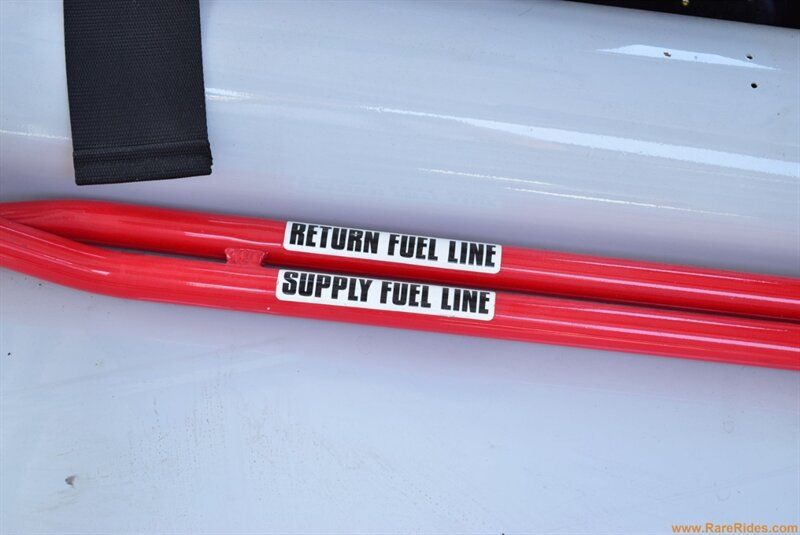 RETURN FUEL LINE
SUPPLY FUEL LINE
www.RareRides.com